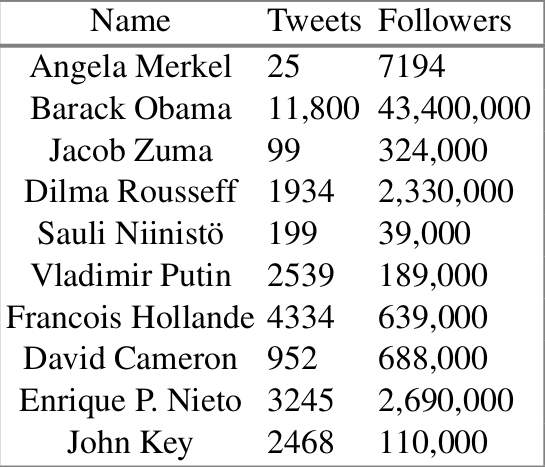 Name Tweets Followers
Angela Merkel 25 7194
Barack Obama 11,800 43,400,000
Jacob Zuma 99 324,000
Dilma Rousseff 1934 2,330,000
Sauli Niinistö 199 39,000
Vladimir Putin 2539 189,000
Francois Hollande 4334 639,000
David Cameron 952 688,000
Enrique P. Nieto 3245 2,690,000
John Key 2468 110,000